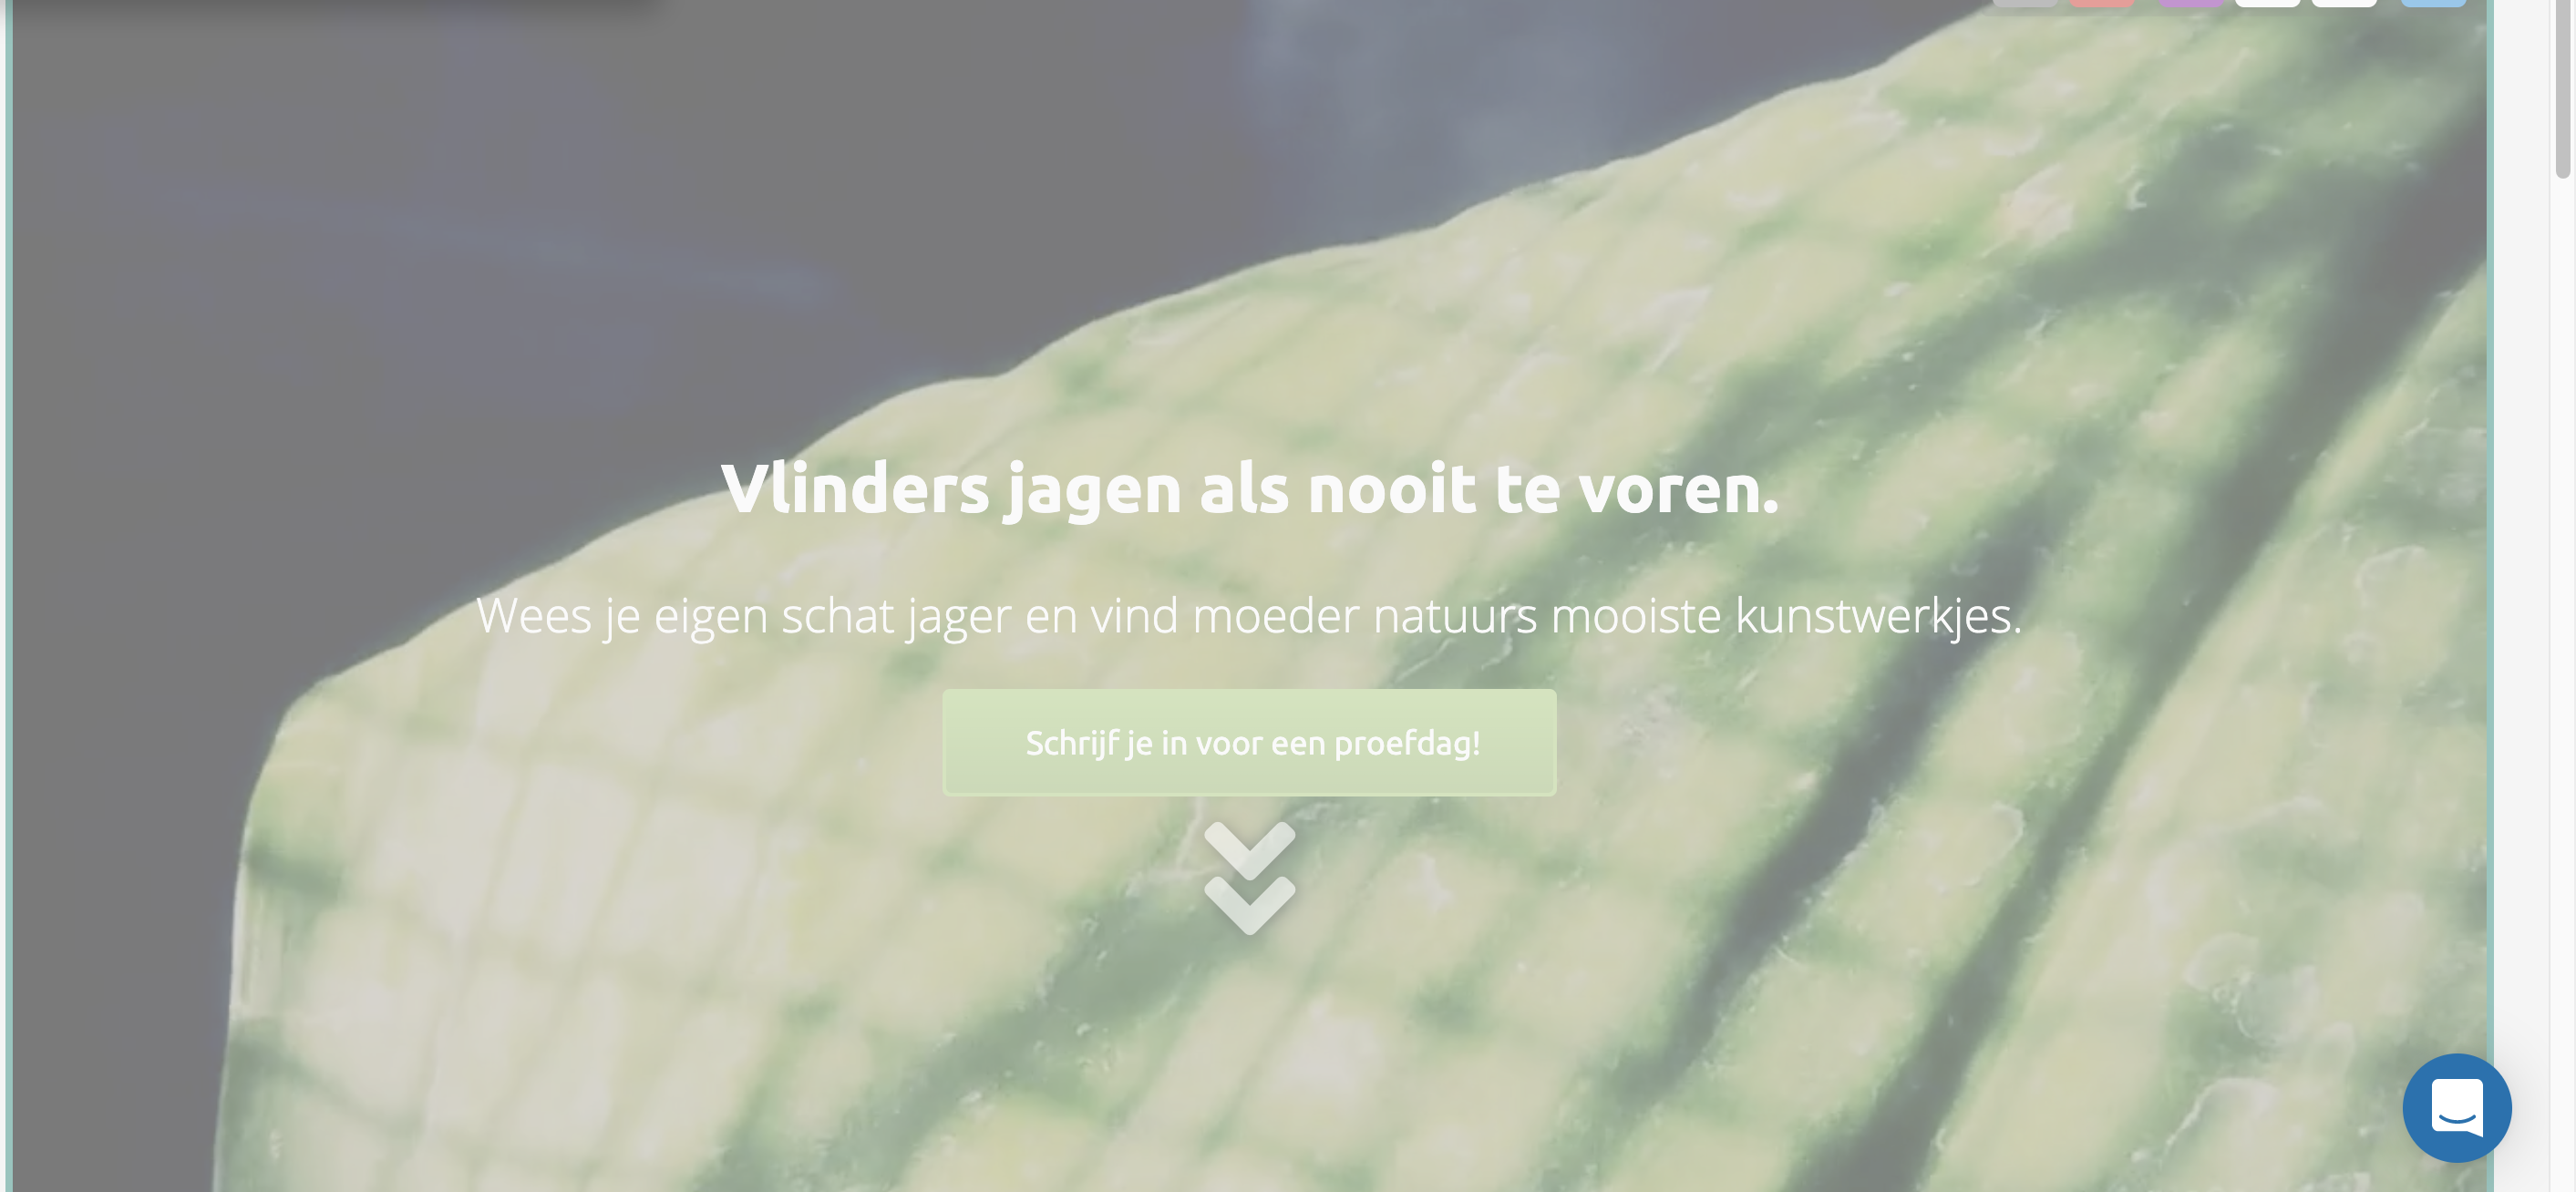 Vlinders jagen als nooit te voren.
Wees je eigen schat jager en vind moeder natuurs mooiste kunstwerkjes.
Schrijf je in voor een proefdag!